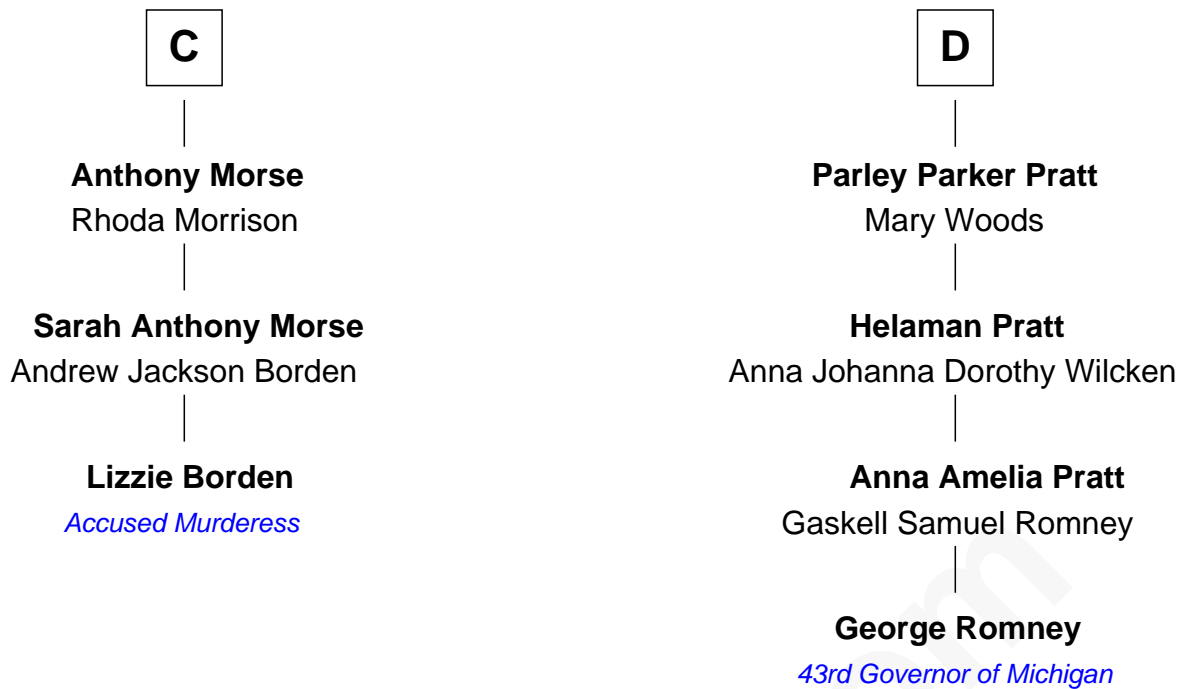 C
Anthony Morse
Rhoda Morrison
Sarah Anthony Morse
Andrew Jackson Borden
Lizzie Borden
Accused Murderess
D
Parley Parker Pratt
Mary Woods
Helaman Pratt
Anna Johanna Dorothy Wilcken
Anna Amelia Pratt
Gaskell Samuel Romney
George Romney
43rd Governor of Michigan